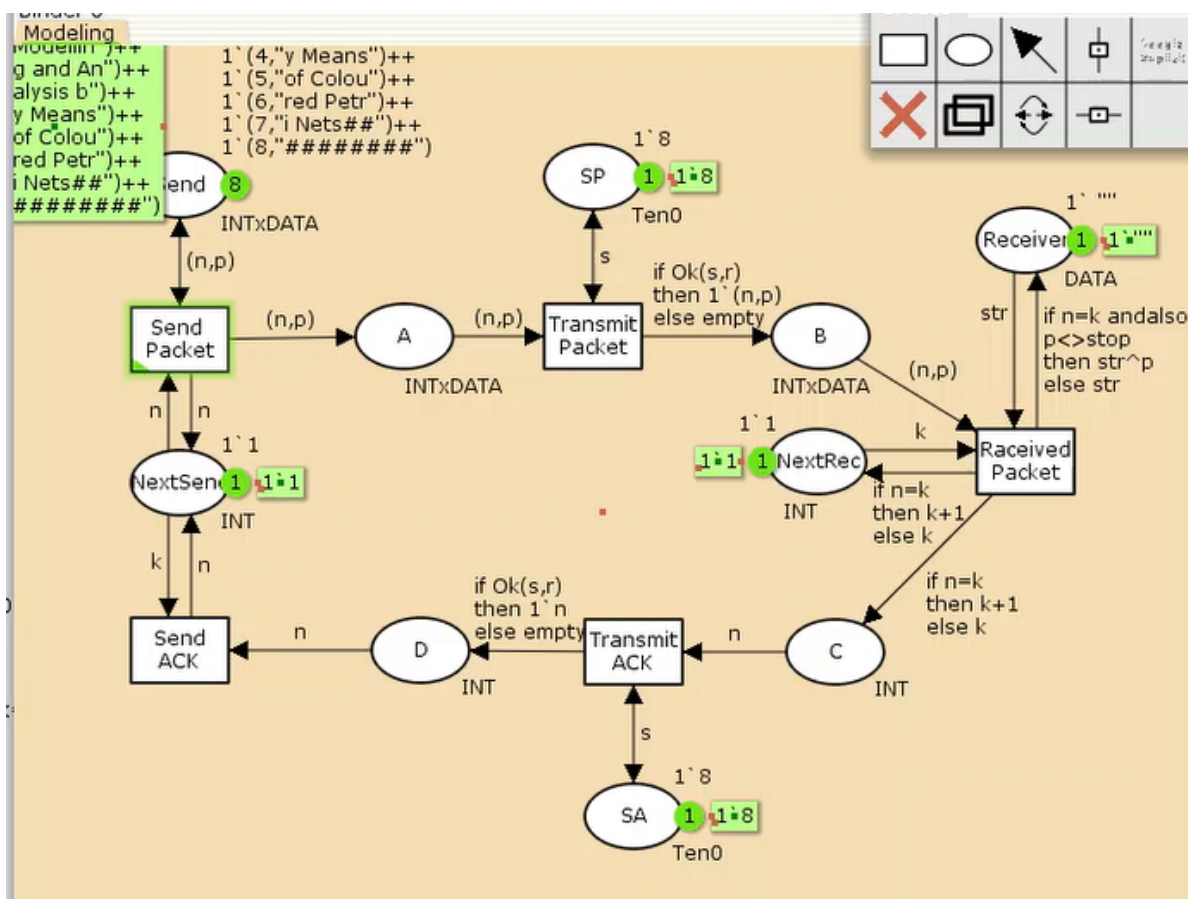 Binder 0
Modeling
Modellin")++
g and An")++
alysis b")++
y Means")++
of Colou")++
red Petr")++
i Nets##")++
########")
1`(4,"y Means")++
1`(5,"of Colou")++
1`(6,"red Petr")++
1`(7,"i Nets##")++
1`(8,"########")
end
8
INTxDATA
(n,p)
Send
Packet
(n,p)
A
INTxDATA
(n,p)
1`8
SP
1
1`8
Ten0
s
Transmit
Packet
if Ok(s,r)
then 1`(n,p)
else empty
B
INTxDATA
(n,p)
1`""
Receiver
1
1`""
DATA
str
if n=k andalso
p<>stop
then str^p
else str
n
n
1`1
NextSend
1
1`1
INT
1`1
1`1
1
NextRec
INT
k
Raceived
Packet
if n=k
then k+1
else k
k
n
if n=k
then k+1
else k
Send
ACK
n
D
INT
if Ok(s,r)
then 1`n
else empty
Transmit
ACK
n
C
INT
s
1`8
SA
1
1`8
Ten0